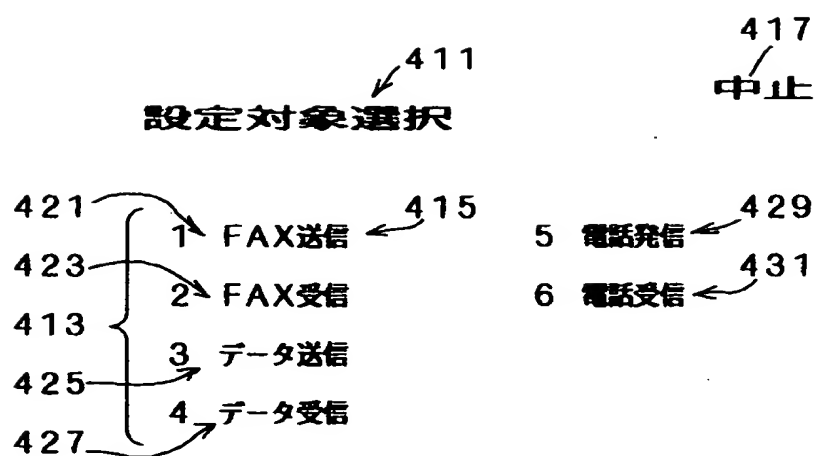 417
411
中止
設定対象選択
421 415 429
1 FAX送信 5 電話発信
423 431
2 FAX受信 6 電話受信
413
3 データ送信
425
4 データ受信
427